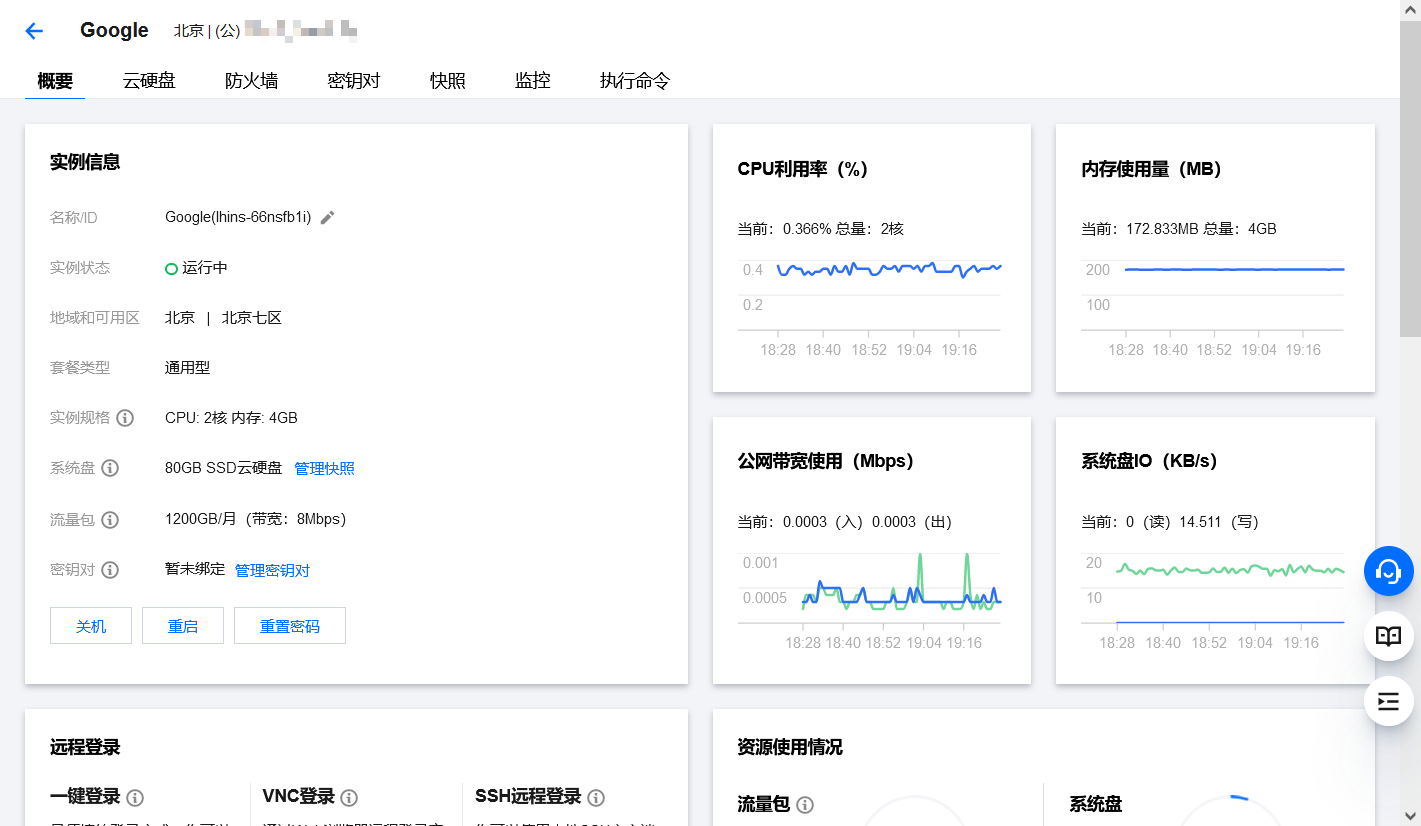 Google 北京 | (公)
概要 云硬盘 防火墙 密钥对 快照 监控 执行命令
实例信息
名称/ID Google(lhins-66nsfb1i)
实例状态 运行中
地域和可用区 北京 | 北京七区
套餐类型 通用型
实例规格 CPU: 2核 内存: 4GB
系统盘 80GB SSD云硬盘 管理快照
流量包 1200GB/月（带宽：8Mbps）
密钥对 暂未绑定 管理密钥对
关机 重启 重置密码
CPU利用率（%）
当前：0.366% 总量：2核
0.4
0.2
18:28 18:40 18:52 19:04 19:16
内存使用量（MB）
当前：172.833MB 总量：4GB
200
100
18:28 18:40 18:52 19:04 19:16
公网带宽使用（Mbps）
当前：0.0003（入）0.0003（出）
0.001
0.0005
18:28 18:40 18:52 19:04 19:16
系统盘IO（KB/s）
当前：0（读）14.511（写）
20
10
18:28 18:40 18:52 19:04 19:16
远程登录
一键登录 VNC登录 SSH远程登录
资源使用情况
流量包 系统盘